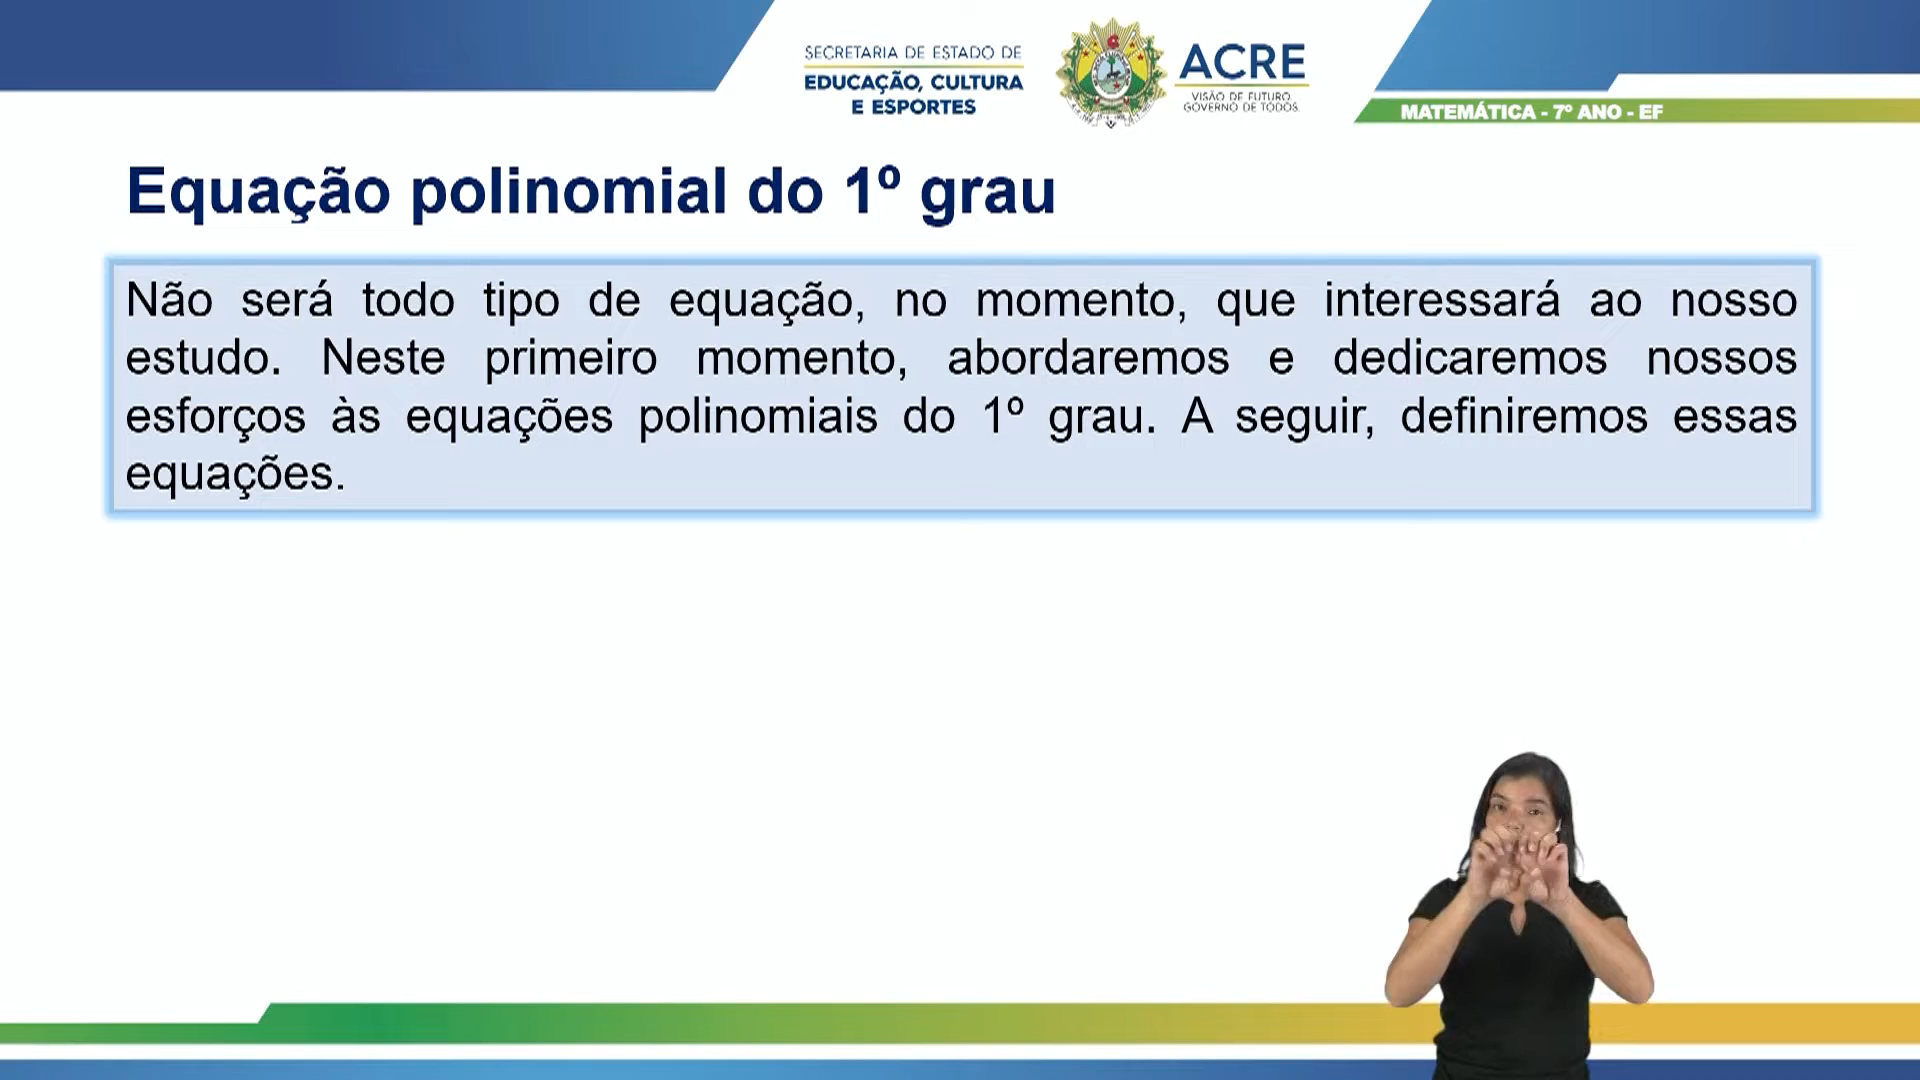 SECRETARIA DE ESTADO DE
EDUCAÇÃO, CULTURA
E ESPORTES
ACRE
VISÃO DE FUTURO.
GOVERNO DE TODOS.
MATEMÁTICA - 7º ANO - EF
Equação polinomial do 1º grau
Não será todo tipo de equação, no momento, que interessará ao nosso
estudo. Neste primeiro momento, abordaremos e dedicaremos nossos
esforços às equações polinomiais do 1º grau. A seguir, definiremos essas
equações.